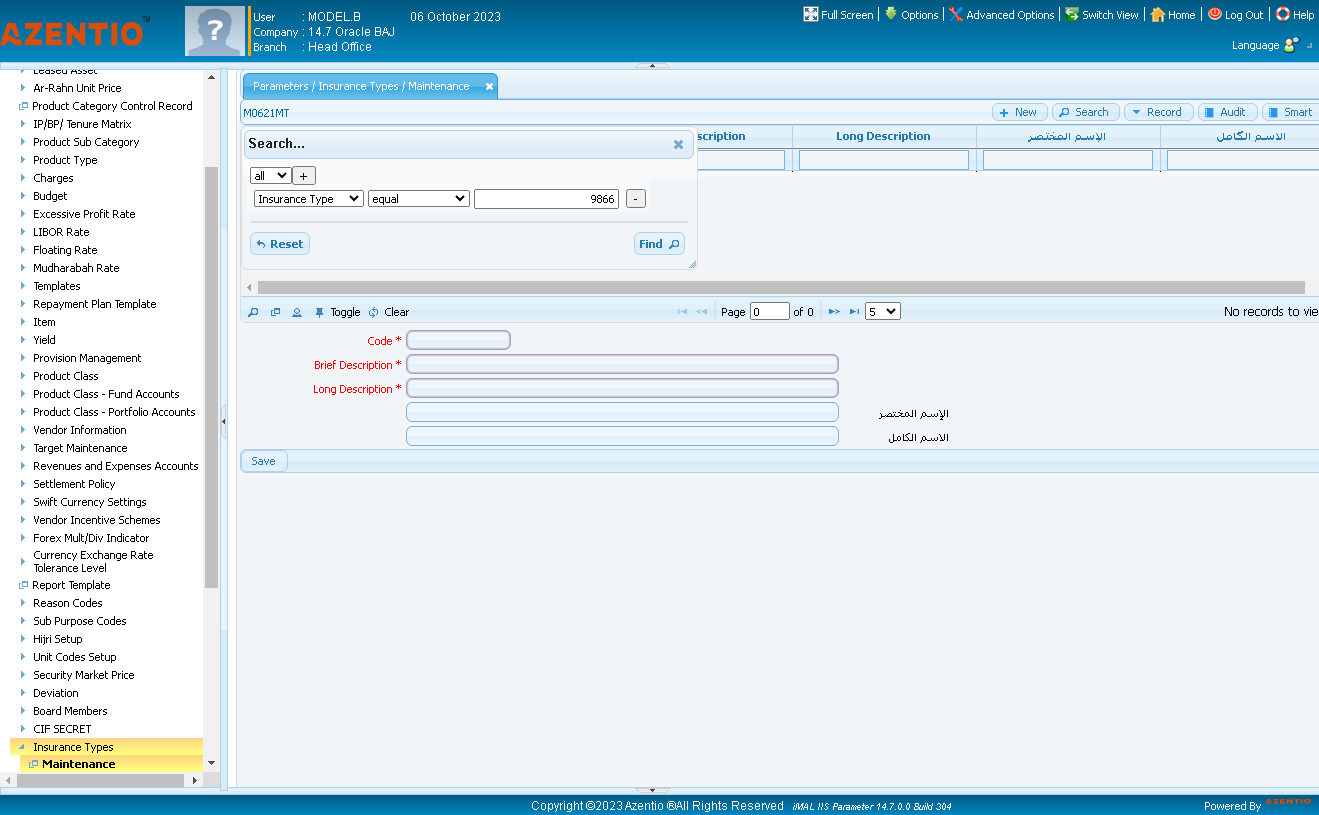 AZENTIO TM
?
User : MODEL.B 06 October 2023
Company : 14.7 Oracle BAJ
Branch : Head Office
Full Screen Options Advanced Options Switch View Home Log Out Help
Language
Leased Asset
Ar-Rahn Unit Price
Product Category Control Record
IP/BP/ Tenure Matrix
Product Sub Category
Product Type
Charges
Budget
Excessive Profit Rate
LIBOR Rate
Floating Rate
Mudharabah Rate
Templates
Repayment Plan Template
Item
Yield
Provision Management
Product Class
Product Class - Fund Accounts
Product Class - Portfolio Accounts
Vendor Information
Target Maintenance
Revenues and Expenses Accounts
Settlement Policy
Swift Currency Settings
Vendor Incentive Schemes
Forex Mult/Div Indicator
Currency Exchange Rate
Tolerance Level
Report Template
Reason Codes
Sub Purpose Codes
Hijri Setup
Unit Codes Setup
Security Market Price
Deviation
Board Members
CIF SECRET
Insurance Types
Maintenance
Parameters / Insurance Types / Maintenance
M0621MT
New Search Record Audit Smart
scription Long Description الإسم المختصر الاسم الكامل
Search...
all +
Insurance Type equal 9866 -
Reset Find
Toggle Clear Page 0 of 0 5 No records to vie
Code *
Brief Description *
Long Description *
الإسم المختصر
الاسم الكامل
Save
Copyright ©2023 Azentio ®All Rights Reserved iMAL IIS Parameter 14.7.0.0 Build 304 Powered By AZENTIO